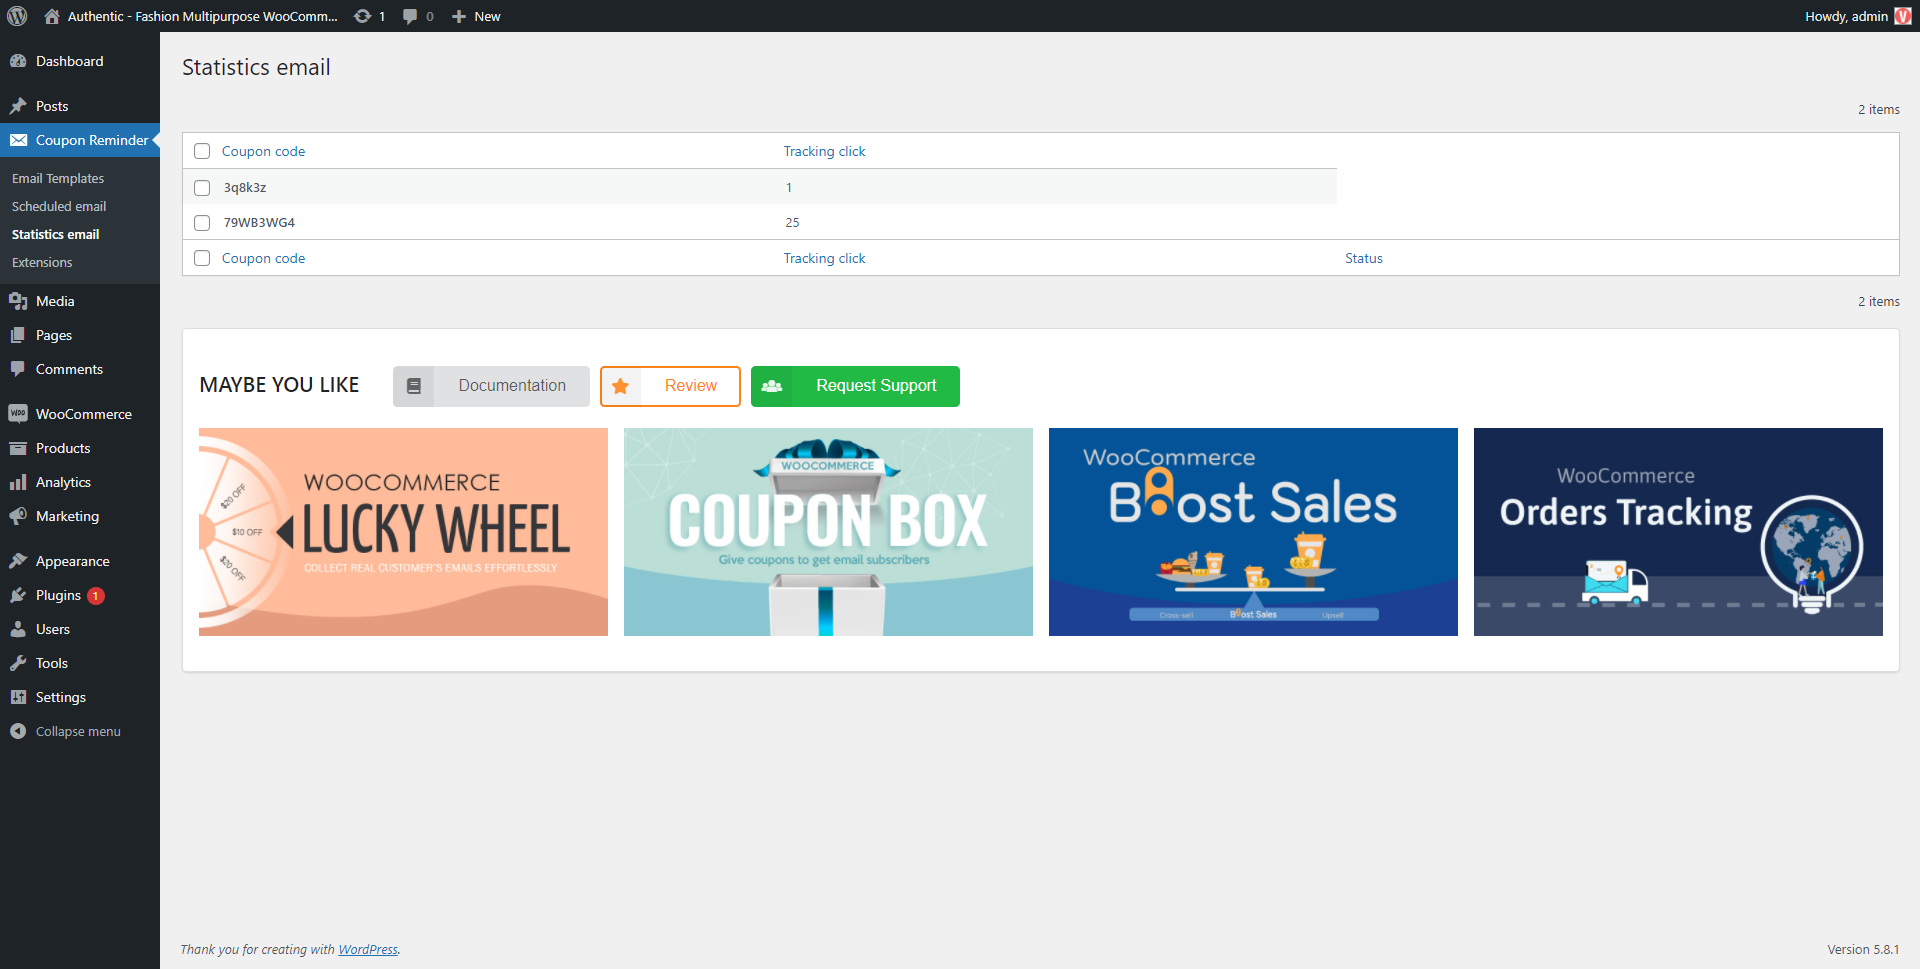 Authentic - Fashion Multipurpose WooComm... 1 0 New
Howdy, admin
Dashboard
Posts
Coupon Reminder
Email Templates
Scheduled email
Statistics email
Extensions
Media
Pages
Comments
WooCommerce
Products
Analytics
Marketing
Appearance
Plugins 1
Users
Tools
Settings
Collapse menu
Statistics email
2 items
Coupon code Tracking click
3q8k3z 1
79WB3WG4 25
Coupon code Tracking click Status
2 items
MAYBE YOU LIKE Documentation Review Request Support
WOOCOMMERCE
LUCKY WHEEL
COLLECT REAL CUSTOMER'S EMAILS EFFORTLESSLY
$20 OFF
$10 OFF
$20 OFF
WOOCOMMERCE
COUPON BOX
Give coupons to get email subscribers
WooCommerce
Boost Sales
Cross-sell Boost Sales Upsell
WooCommerce
Orders Tracking
Thank you for creating with WordPress.
Version 5.8.1